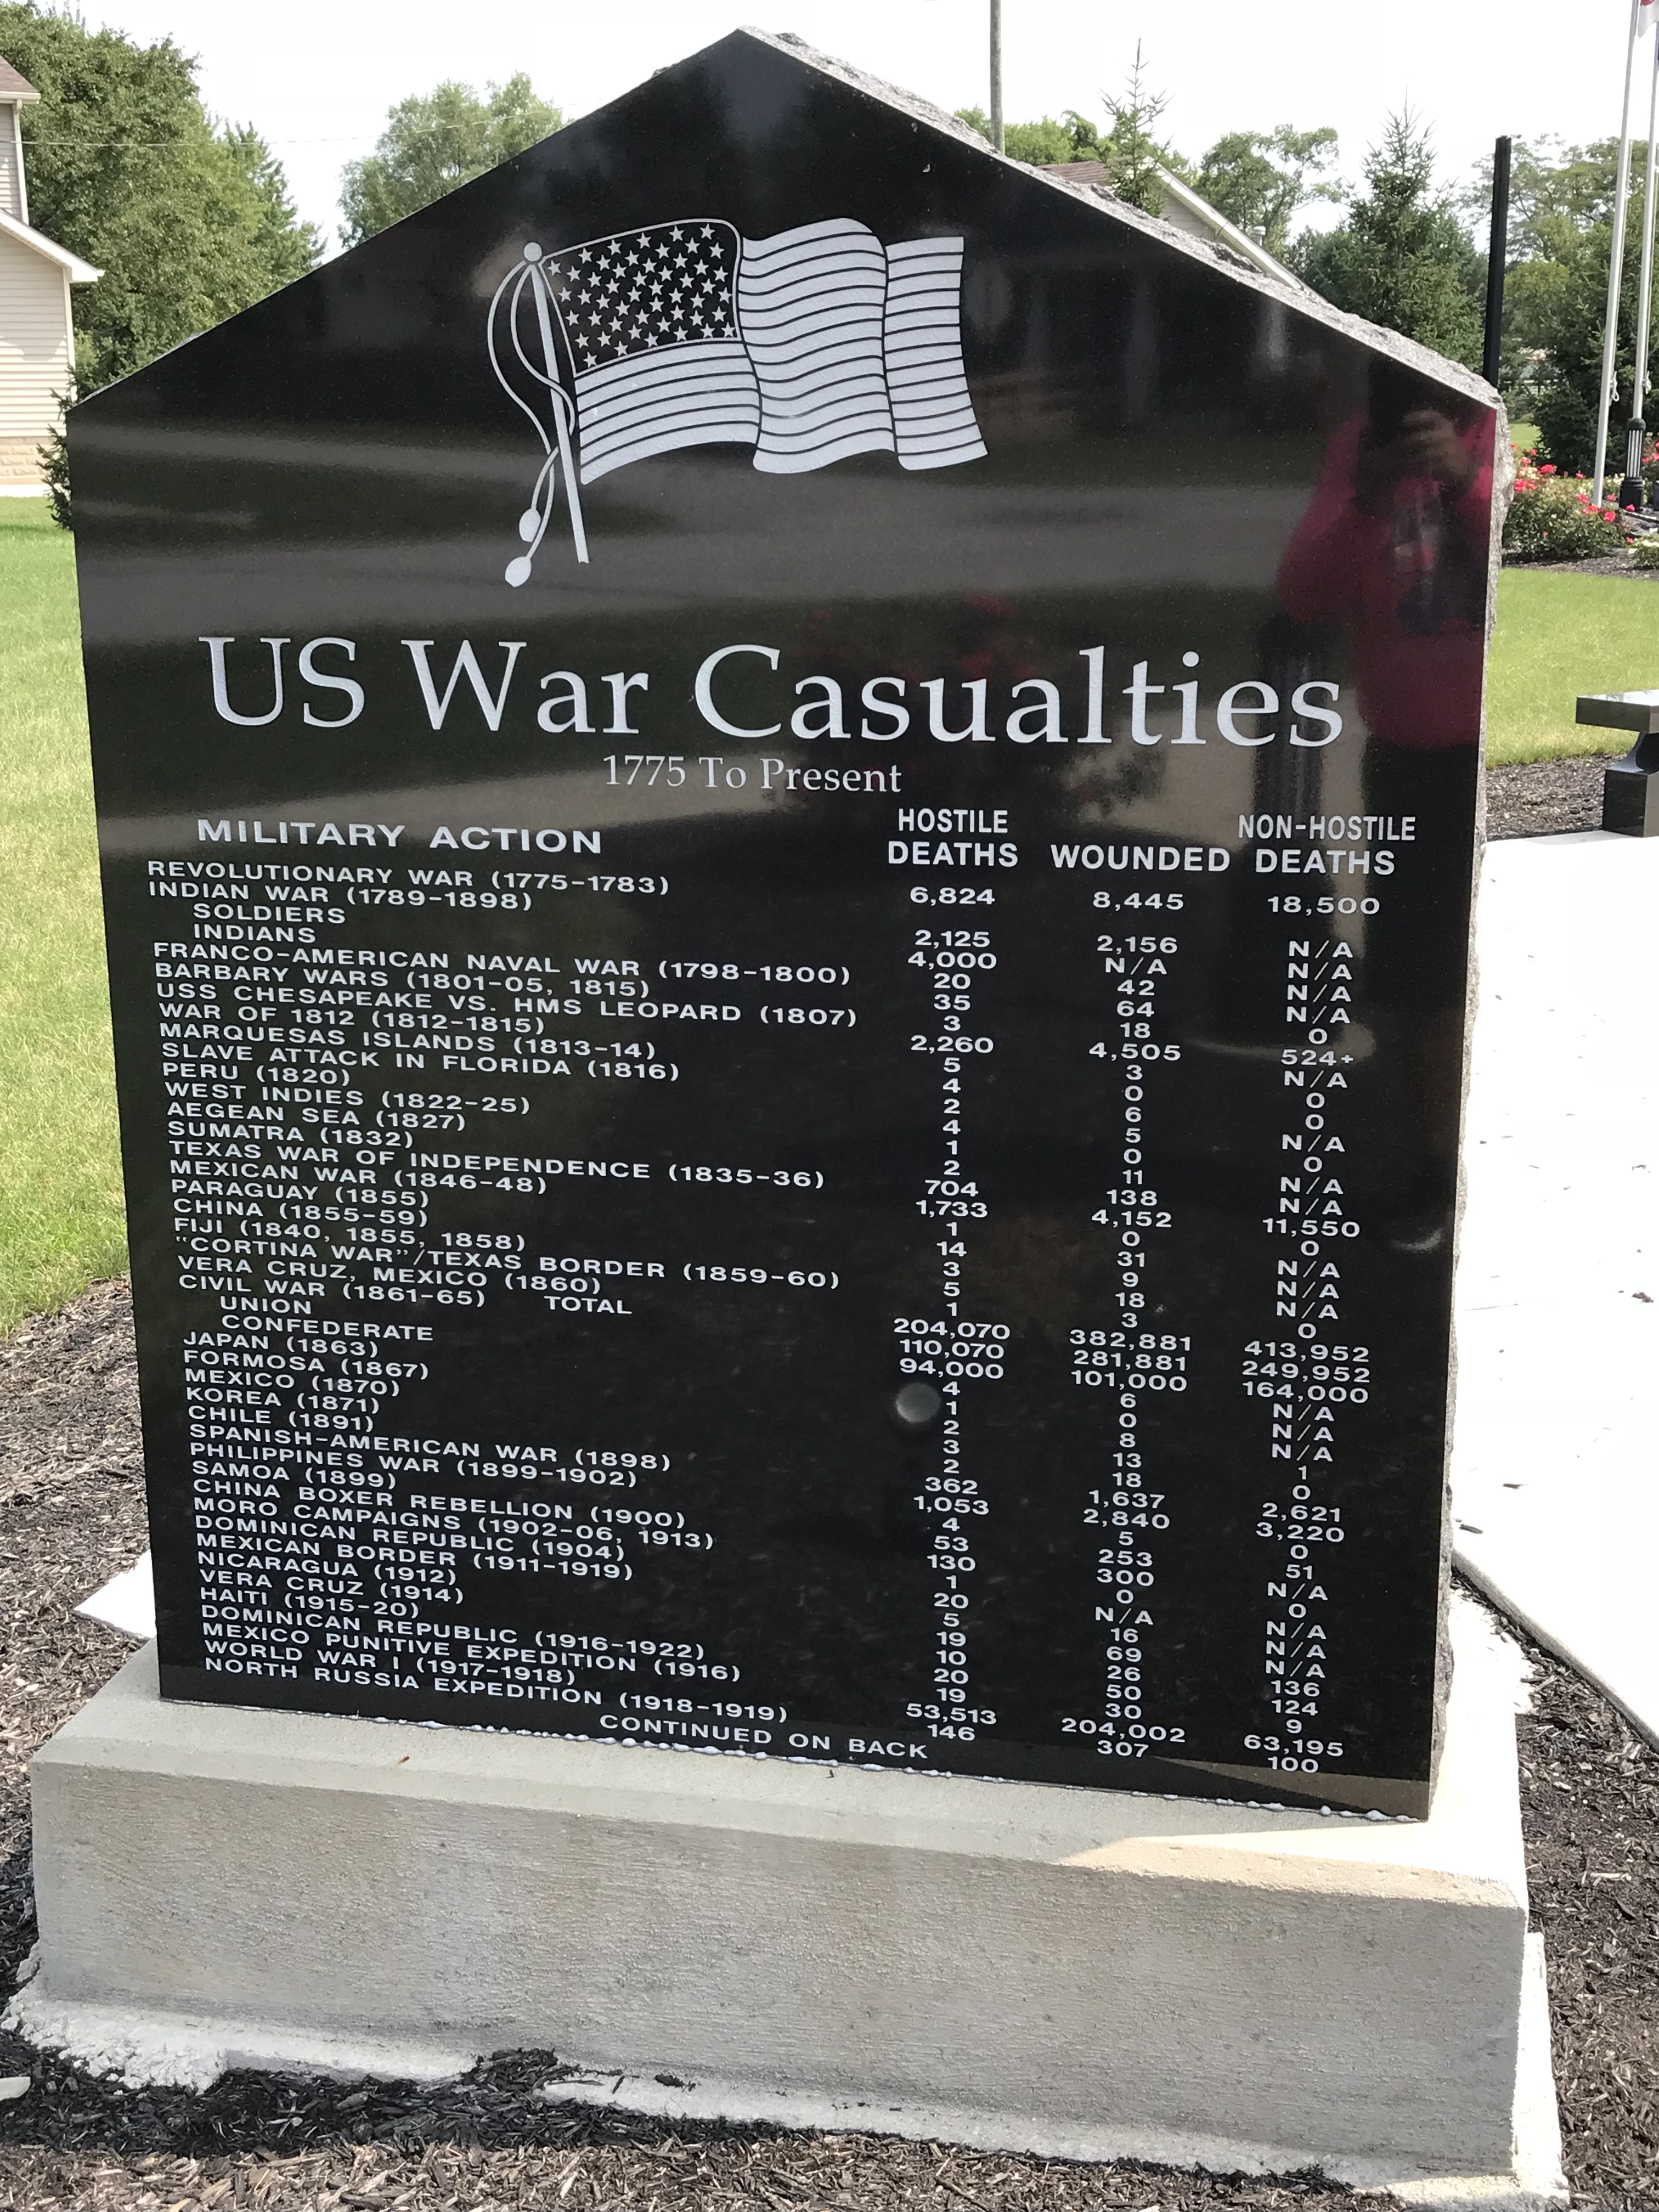 US War Casualties
1775 To Present
MILITARY ACTION HOSTILE DEATHS WOUNDED NON-HOSTILE DEATHS
REVOLUTIONARY WAR (1775-1783) 6,824 8,445 18,500
INDIAN WAR (1789-1898)
SOLDIERS 2,125 2,156 N/A
INDIANS 4,000 N/A N/A
FRANCO-AMERICAN NAVAL WAR (1798-1800) 20 42 N/A
BARBARY WARS (1801-05, 1815) 35 64 N/A
USS CHESAPEAKE VS. HMS LEOPARD (1807) 3 18 0
WAR OF 1812 (1812-1815) 2,260 4,505 524+
MARQUESAS ISLANDS (1813-14) 5 3 N/A
SLAVE ATTACK IN FLORIDA (1816) 4 0 0
PERU (1820) 2 6 0
WEST INDIES (1822-25) 4 5 N/A
AEGEAN SEA (1827) 1 0 0
SUMATRA (1832) 2 11 N/A
TEXAS WAR OF INDEPENDENCE (1835-36) 704 138 N/A
MEXICAN WAR (1846-48) 1,733 4,152 11,550
PARAGUAY (1855) 1 0 0
CHINA (1855-59) 14 31 N/A
FIJI (1840, 1855, 1858) 3 9 N/A
"CORTINA WAR"/TEXAS BORDER (1859-60) 5 18 N/A
VERA CRUZ, MEXICO (1860) 1 3 0
CIVIL WAR (1861-65) TOTAL 204,070 382,881 413,952
UNION 110,070 281,881 249,952
CONFEDERATE 94,000 101,000 164,000
JAPAN (1863) 4 6 N/A
FORMOSA (1867) 1 0 N/A
MEXICO (1870) 2 8 N/A
KOREA (1871) 3 13 1
CHILE (1891) 2 18 0
SPANISH-AMERICAN WAR (1898) 362 1,637 2,621
PHILIPPINES WAR (1899-1902) 1,053 2,840 3,220
SAMOA (1899) 4 5 0
CHINA BOXER REBELLION (1900) 53 253 51
MORO CAMPAIGNS (1902-06, 1913) 130 300 N/A
DOMINICAN REPUBLIC (1904) 1 0 0
MEXICAN BORDER (1911-1919) 20 N/A N/A
NICARAGUA (1912) 5 16 N/A
VERA CRUZ (1914) 19 69 N/A
HAITI (1915-20) 10 26 136
DOMINICAN REPUBLIC (1916-1922) 20 50 124
MEXICO PUNITIVE EXPEDITION (1916) 19 30 9
WORLD WAR I (1917-1918) 53,513 204,002 63,195
NORTH RUSSIA EXPEDITION (1918-1919) 146 307 100
CONTINUED ON BACK